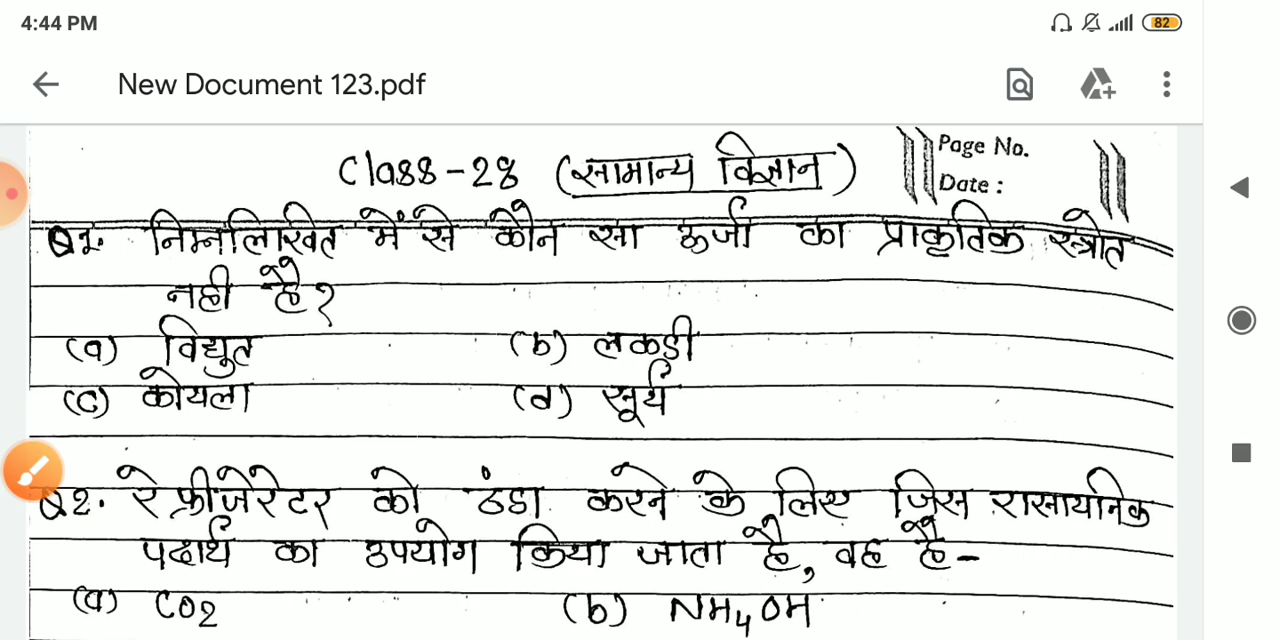 4:44 PM
82
New Document 123.pdf
Page No.
Class-28 (सामान्य विज्ञान)
Date :
Q1. निम्नलिखित में से कौन सा ऊर्जा का प्राकृतिक स्त्रोत
नही है?
(a) विद्युत (b) लकडी
(c) कोयला (d) सूर्य
Q2. रेफ्रीजेरेटर को ठंडा करने के लिए जिस रासायनिक
पदार्थ का उपयोग किया जाता है, वह है-
(a) CO2 (b) NH4OH